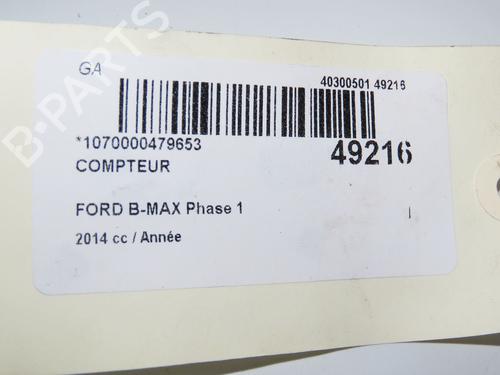 GA
40300501 49216
*1070000479653
49216
COMPTEUR
FORD B-MAX Phase 1
2014 cc / Année
B-PARTS